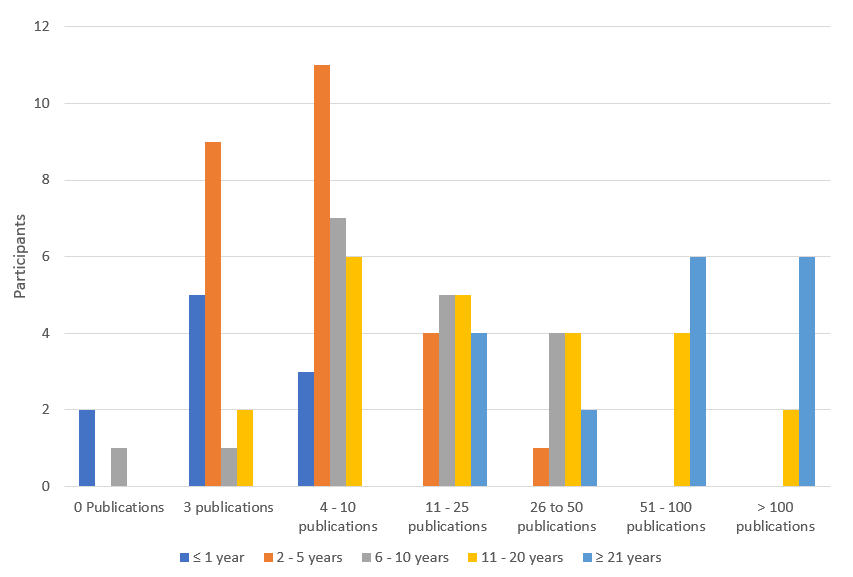 12
10
8
6
4
2
0
Participants
0 Publications
3 publications
4 - 10
publications
11 - 25
publications
26 to 50
publications
51 - 100
publications
> 100
publications
≤ 1 year
2 - 5 years
6 - 10 years
11 - 20 years
≥ 21 years